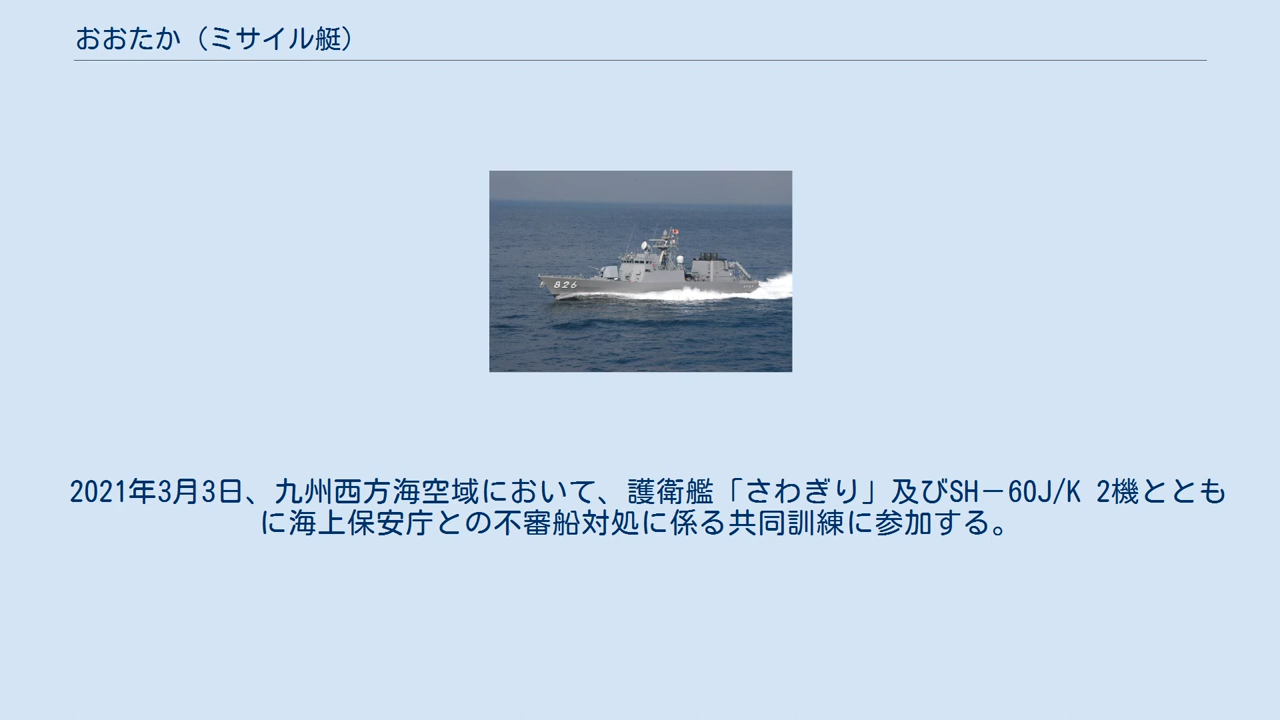 おおたか（ミサイル艇）
826
2021年3月3日、九州西方海空域において、護衛艦「さわぎり」及びSH－60J/K 2機ととも
に海上保安庁との不審船対処に係る共同訓練に参加する。